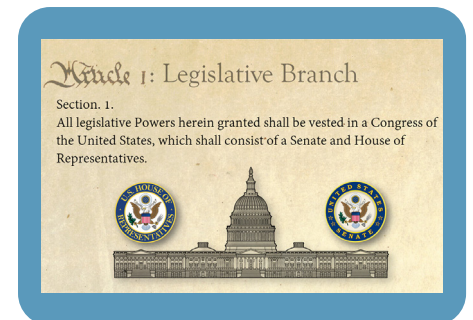 Article 1: Legislative Branch
Section. 1.
All legislative Powers herein granted shall be vested in a Congress of
the United States, which shall consist of a Senate and House of
Representatives.
U.S. HOUSE OF
REPRESENTATIVES
UNITED STATES
SENATE